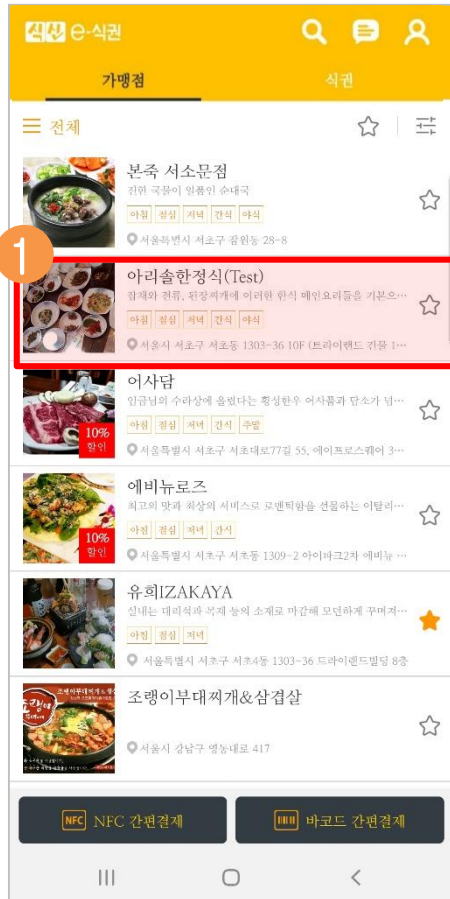 식신 e-식권
가맹점 식권
전체
1
본죽 서소문점
진한 국물이 일품인 순대국
아침 점심 저녁 간식 야식
서울특별시 서초구 잠원동 28-8
아리솔한정식(Test)
잡채와 전류, 된장찌개에 이러한 한식 메인요리들을 기본으…
아침 점심 저녁 간식 야식
서울시 서초구 서초동 1303-36 10F (트라이랜드 건물 1…
어사담
임금님의 수라상에 올렸다는 횡성한우 어사품과 담소가 넘…
아침 점심 저녁 간식 주말
10%
할인
서울특별시 서초구 서초대로77길 55, 에이프로스퀘어 3…
에비뉴로즈
최고의 맛과 최상의 서비스로 로맨틱함을 선물하는 이탈리…
아침 점심 저녁 간식
10%
할인
서울특별시 서초구 서초동 1309-2 아이파크2차 에비뉴 …
유희IZAKAYA
실내는 대리석과 목재 등의 소재로 마감해 모던하게 꾸며져…
아침 점심 저녁
서울특별시 서초구 서초4동 1303-36 드라이랜드빌딩 8층
조랭이부대찌개&삼겹살
서울시 강남구 영동대로 417
NFC NFC 간편결제 바코드 간편결제